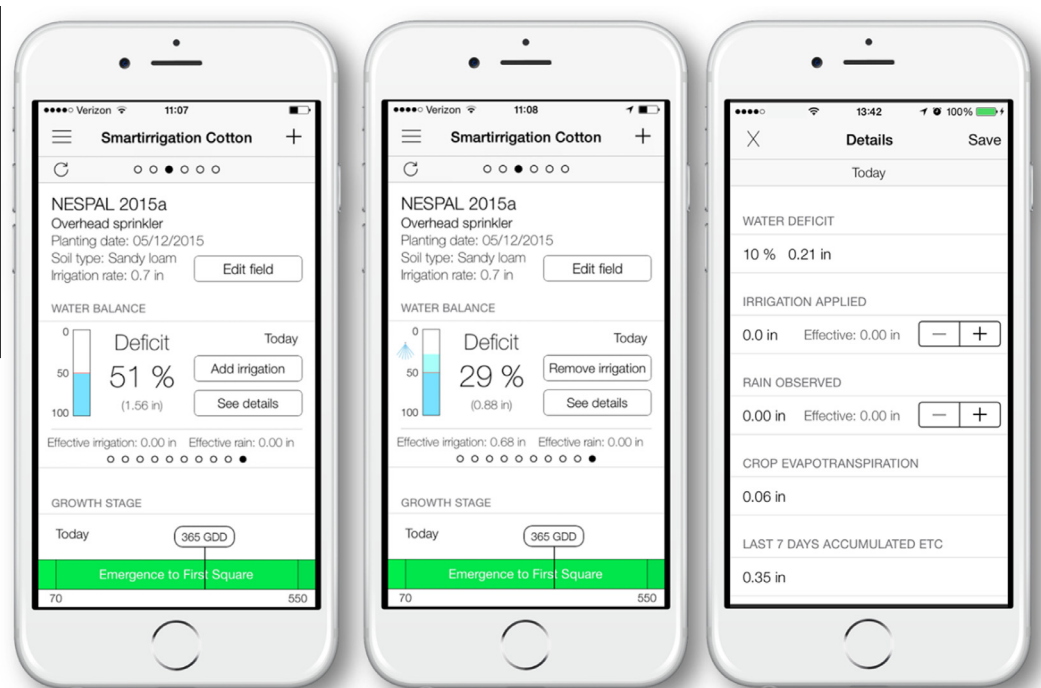 Verizon 11:07
Smartirrigation Cotton +
NESPAL 2015a
Overhead sprinkler
Planting date: 05/12/2015
Soil type: Sandy loam
Irrigation rate: 0.7 in
Edit field
WATER BALANCE
0
50
100
Deficit
51 %
(1.56 in)
Today
Add irrigation
See details
Effective irrigation: 0.00 in Effective rain: 0.00 in
GROWTH STAGE
Today
365 GDD
Emergence to First Square
70 550
Verizon 11:08
Smartirrigation Cotton +
NESPAL 2015a
Overhead sprinkler
Planting date: 05/12/2015
Soil type: Sandy loam
Irrigation rate: 0.7 in
Edit field
WATER BALANCE
0
50
100
Deficit
29 %
(0.88 in)
Today
Remove irrigation
See details
Effective irrigation: 0.68 in Effective rain: 0.00 in
GROWTH STAGE
Today
365 GDD
Emergence to First Square
70 550
13:42 100%
X Details Save
Today
WATER DEFICIT
10 % 0.21 in
IRRIGATION APPLIED
0.0 in Effective: 0.00 in − +
RAIN OBSERVED
0.00 in Effective: 0.00 in − +
CROP EVAPOTRANSPIRATION
0.06 in
LAST 7 DAYS ACCUMULATED ETC
0.35 in